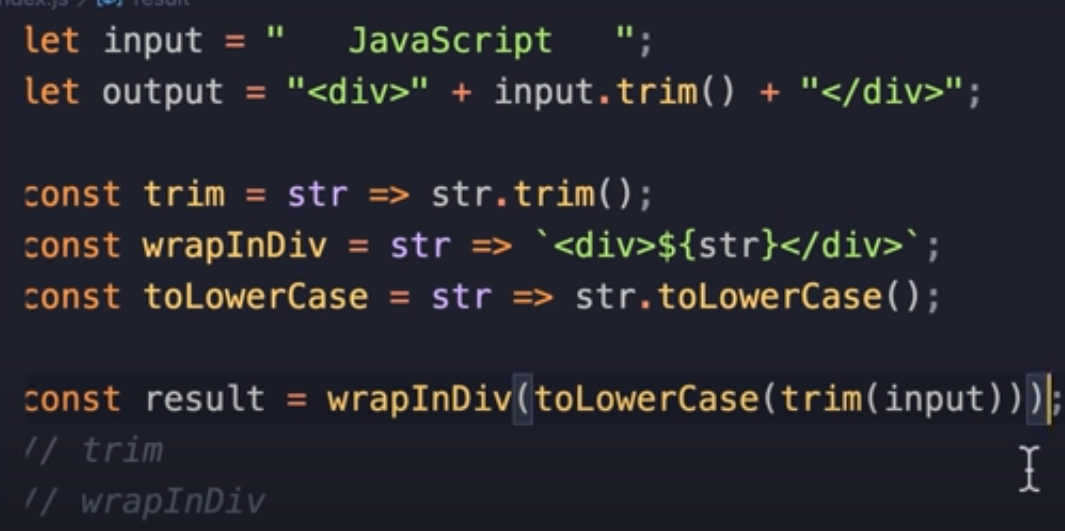 index.js > result
let input = "   JavaScript   ";
let output = "<div>" + input.trim() + "</div>";
const trim = str => str.trim();
const wrapInDiv = str => `<div>${str}</div>`;
const toLowerCase = str => str.toLowerCase();
const result = wrapInDiv(toLowerCase(trim(input)));
// trim
// wrapInDiv